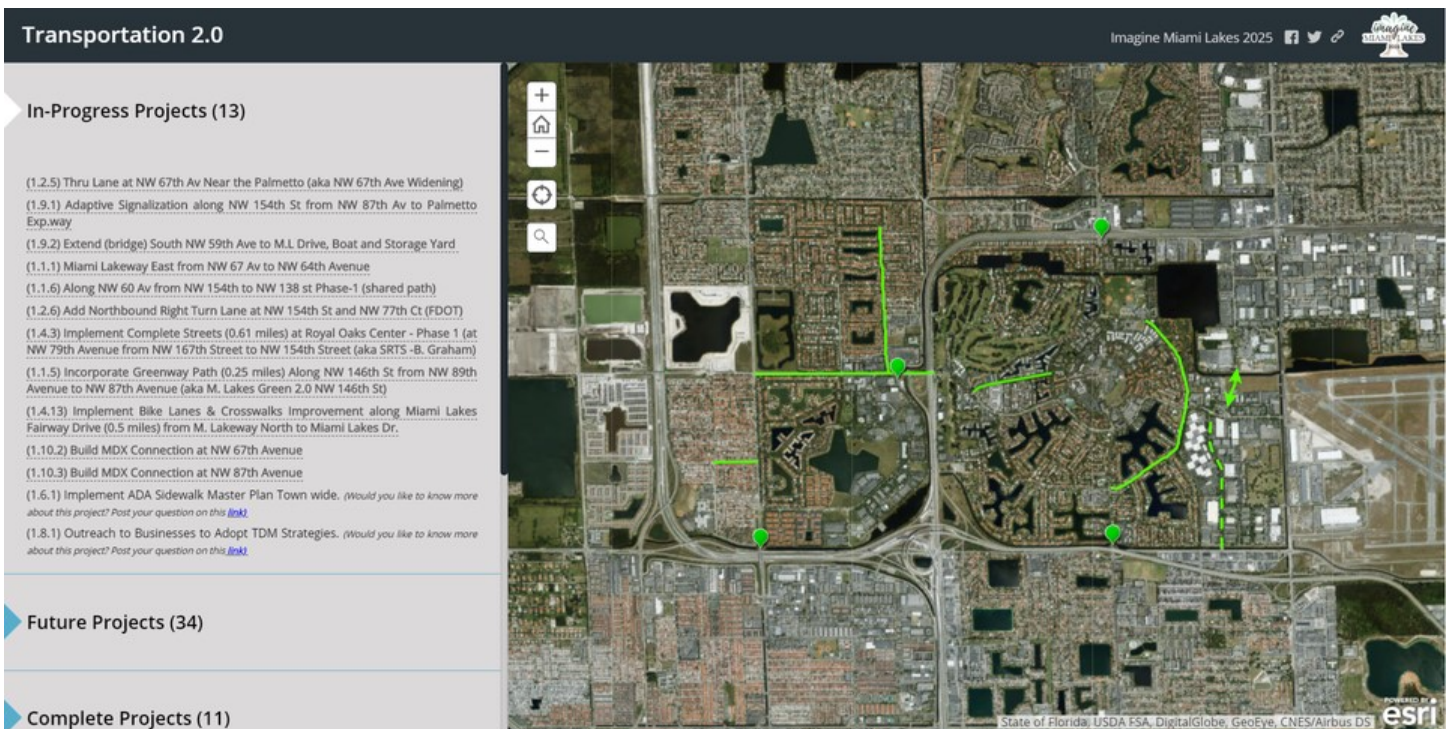 Transportation 2.0
Imagine Miami Lakes 2025
imagine
MIAMI LAKES
In-Progress Projects (13)
(1.2.5) Thru Lane at NW 67th Av Near the Palmetto (aka NW 67th Ave Widening)
(1.9.1) Adaptive Signalization along NW 154th St from NW 87th Av to Palmetto
Exp.way
(1.9.2) Extend (bridge) South NW 59th Ave to M.L Drive, Boat and Storage Yard
(1.1.1) Miami Lakeway East from NW 67 Av to NW 64th Avenue
(1.1.6) Along NW 60 Av from NW 154th to NW 138 st Phase-1 (shared path)
(1.2.6) Add Northbound Right Turn Lane at NW 154th St and NW 77th Ct (FDOT)
(1.4.3) Implement Complete Streets (0.61 miles) at Royal Oaks Center - Phase 1 (at
NW 79th Avenue from NW 167th Street to NW 154th Street (aka SRTS -B. Graham)
(1.1.5) Incorporate Greenway Path (0.25 miles) Along NW 146th St from NW 89th
Avenue to NW 87th Avenue (aka M. Lakes Green 2.0 NW 146th St)
(1.4.13) Implement Bike Lanes & Crosswalks Improvement along Miami Lakes
Fairway Drive (0.5 miles) from M. Lakeway North to Miami Lakes Dr.
(1.10.2) Build MDX Connection at NW 67th Avenue
(1.10.3) Build MDX Connection at NW 87th Avenue
(1.6.1) Implement ADA Sidewalk Master Plan Town wide. (Would you like to know more
about this project? Post your question on this link)
(1.8.1) Outreach to Businesses to Adopt TDM Strategies. (Would you like to know more
about this project? Post your question on this link)
Future Projects (34)
Complete Projects (11)
State of Florida, USDA FSA, DigitalGlobe, GeoEye, CNES/Airbus DS
POWERED BY
esri